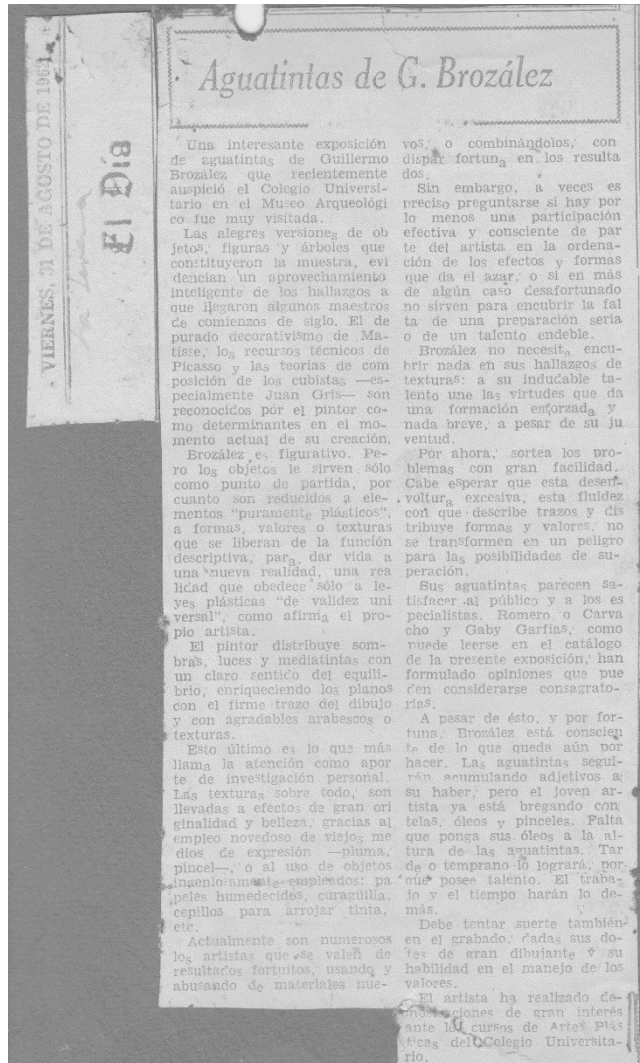 VIERNES, 31 DE AGOSTO DE 196
El Día
La Serena
Aguatintas de G. Brozález
Una interesante exposición
de aguatintas de Guillermo
Brozález que recientemente
auspició el Colegio Universi-
tario en el Museo Arqueológi
co fue muy visitada.
Las alegres versiones de ob
jetos, figuras y árboles que
constituyeron la muestra, evi
dencian un aprovechamiento
inteligente de los hallazgos a
que llegaron algunos maestros
de comienzos de siglo. El de
purado decorativismo de Ma-
tisse, los recursos técnicos de
Picasso y las teorías de com
posición de los cubistas —es-
pecialmente Juan Gris— son
reconocidos por el pintor co-
mo determinantes en el mo-
mento actual de su creación.
Brozález es figurativo. Pe-
ro los objetos le sirven sólo
como punto de partida, por
cuanto son reducidos a ele-
mentos "puramente plásticos",
a formas, valores o texturas
que se liberan de la función
descriptiva, para, dar vida a
una nueva realidad, una rea
lidad que obedece sólo a le-
yes plásticas "de validez uni
versal", como afirma el pro-
pio artista.
El pintor distribuye som-
bras, luces y mediatintas con
un claro sentido del equili-
brio, enriqueciendo los planos
con el firme trazo del dibujo
y con agradables arabescos o
texturas.
Esto último es lo que más
llama la atención como apor
te de investigación personal.
Las texturas sobre todo, son
llevadas a efectos de gran ori
ginalidad y belleza, gracias al
empleo novedoso de viejos me
dios de expresión —pluma,
pincel—, o al uso de objetos
ingeniosamente empleados: pa
peles humedecidos, curagüilla,
cepillos para arrojar tinta,
etc.
Actualmente son numerosos
los artistas que se valen de
resultados fortuitos, usando y
abusando de materiales nue-
vos, o combinándolos, con
dispar fortuna en los resulta
dos.
Sin embargo, a veces es
preciso preguntarse si hay por
lo menos una participación
efectiva y consciente de par
te del artista en la ordena-
ción de los efectos y formas
que da el azar, o si en más
de algún caso desafortunado
no sirven para encubrir la fal
ta de una preparación seria
o de un talento endeble.
Brozález no necesita encu-
brir nada en sus hallazgos de
texturas: a su indudable ta-
lento une las virtudes que da
una formación esforzada y
nada breve, a pesar de su ju
ventud.
Por ahora, sortea los pro-
blemas con gran facilidad.
Cabe esperar que esta desen-
voltura excesiva, esta fluidez
con que describe trazos y dis
tribuye formas y valores, no
se transformen en un peligro
para las posibilidades de su-
peración.
Sus aguatintas parecen sa-
tisfacer al público y a los es
pecialistas. Romero o Carva
cho y Gaby Garfias, como
puede leerse en el catálogo
de la presente exposición, han
formulado opiniones que pue
den considerarse consagrato-
rias.
A pesar de ésto, y por for-
tuna, Brozález está conscien
te de lo que queda aún por
hacer. Las aguatintas segui-
rán acumulando adjetivos a
su haber, pero el joven ar-
tista ya está bregando con
telas, óleos y pinceles. Falta
que ponga sus óleos a la al-
tura de las aguatintas. Tar
de o temprano lo logrará, por
que posee talento. El traba-
jo y el tiempo harán lo de-
más.
Debe tentar suerte también
en el grabado, dadas sus do-
tes de gran dibujante y su
habilidad en el manejo de los
valores.
El artista ha realizado de-
mostraciones de gran interés
ante los cursos de Artes Plás
ticas del Colegio Universita-
rio.